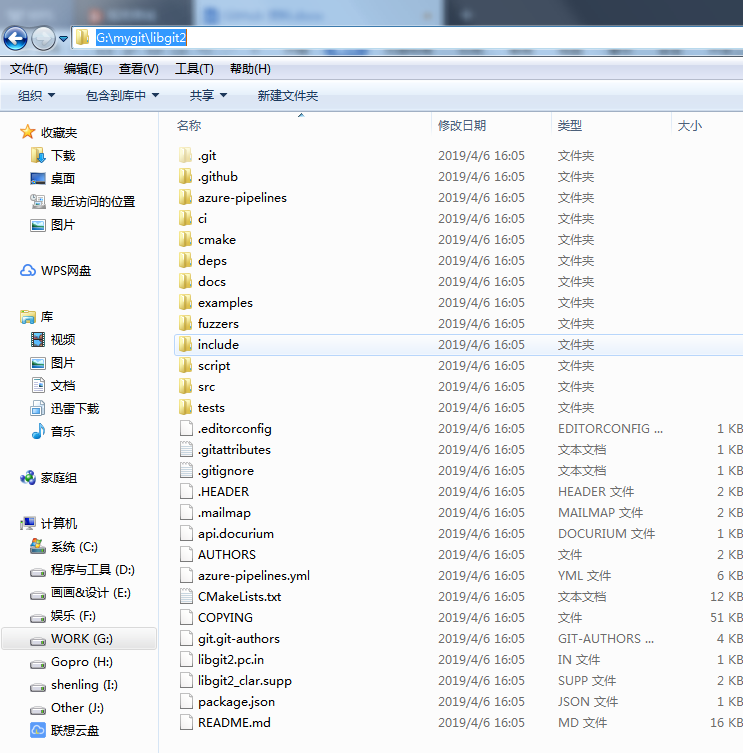 G:\mygit\libgit2
文件(F) 编辑(E) 查看(V) 工具(T) 帮助(H)
组织 包含到库中 共享 新建文件夹
收藏夹
下载
桌面
最近访问的位置
图片
WPS网盘
库
视频
图片
文档
迅雷下载
音乐
家庭组
计算机
系统 (C:)
程序与工具 (D:)
画画&设计 (E:)
娱乐 (F:)
WORK (G:)
Gopro (H:)
shenling (I:)
Other (J:)
联想云盘
名称 修改日期 类型 大小
.git 2019/4/6 16:05 文件夹
.github 2019/4/6 16:05 文件夹
azure-pipelines 2019/4/6 16:05 文件夹
ci 2019/4/6 16:05 文件夹
cmake 2019/4/6 16:05 文件夹
deps 2019/4/6 16:05 文件夹
docs 2019/4/6 16:05 文件夹
examples 2019/4/6 16:05 文件夹
fuzzers 2019/4/6 16:05 文件夹
include 2019/4/6 16:05 文件夹
script 2019/4/6 16:05 文件夹
src 2019/4/6 16:05 文件夹
tests 2019/4/6 16:05 文件夹
.editorconfig 2019/4/6 16:05 EDITORCONFIG ... 1 KB
.gitattributes 2019/4/6 16:05 文本文档 1 KB
.gitignore 2019/4/6 16:05 文本文档 1 KB
.HEADER 2019/4/6 16:05 HEADER 文件 2 KB
.mailmap 2019/4/6 16:05 MAILMAP 文件 2 KB
api.docurium 2019/4/6 16:05 DOCURIUM 文件 1 KB
AUTHORS 2019/4/6 16:05 文件 2 KB
azure-pipelines.yml 2019/4/6 16:05 YML 文件 6 KB
CMakeLists.txt 2019/4/6 16:05 文本文档 12 KB
COPYING 2019/4/6 16:05 文件 51 KB
git.git-authors 2019/4/6 16:05 GIT-AUTHORS ... 4 KB
libgit2.pc.in 2019/4/6 16:05 IN 文件 1 KB
libgit2_clar.supp 2019/4/6 16:05 SUPP 文件 2 KB
package.json 2019/4/6 16:05 JSON 文件 1 KB
README.md 2019/4/6 16:05 MD 文件 16 KB